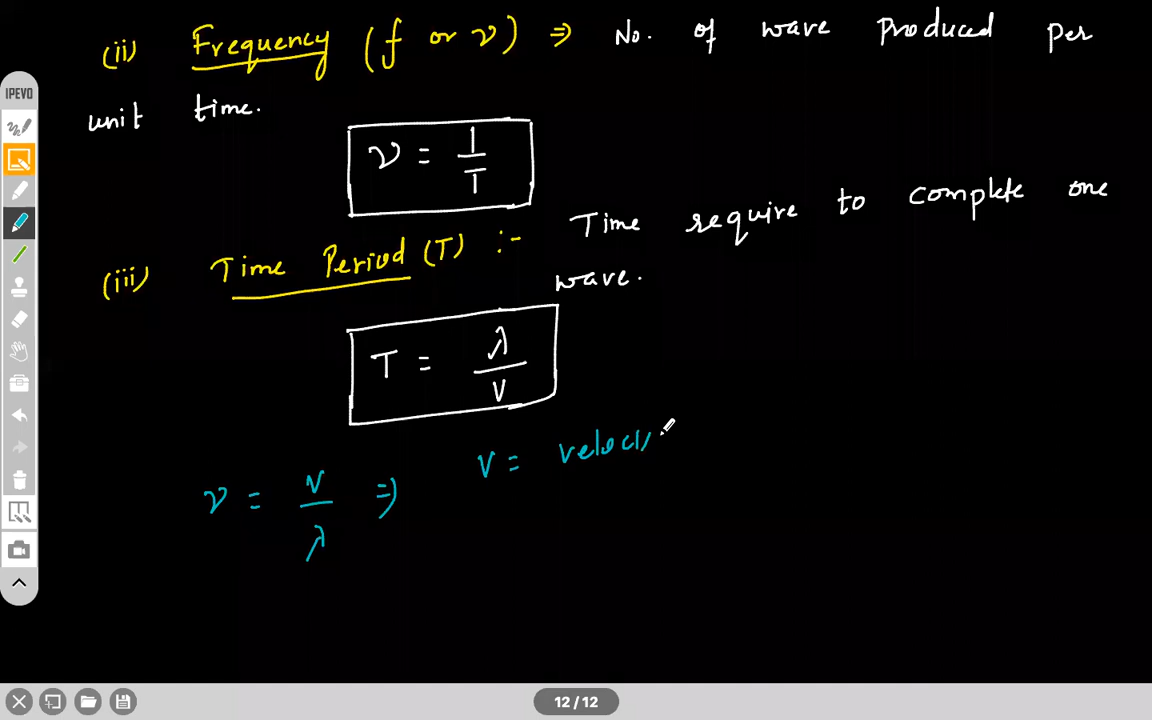 (ii) Frequency (f or ν) ⇒ No. of wave produced per
unit time.
IPEVO
ν = 1/T
(iii) Time Period (T) :- Time require to complete one
wave.
T = λ/v
ν = v/λ ⇒ v = veloci
12 / 12